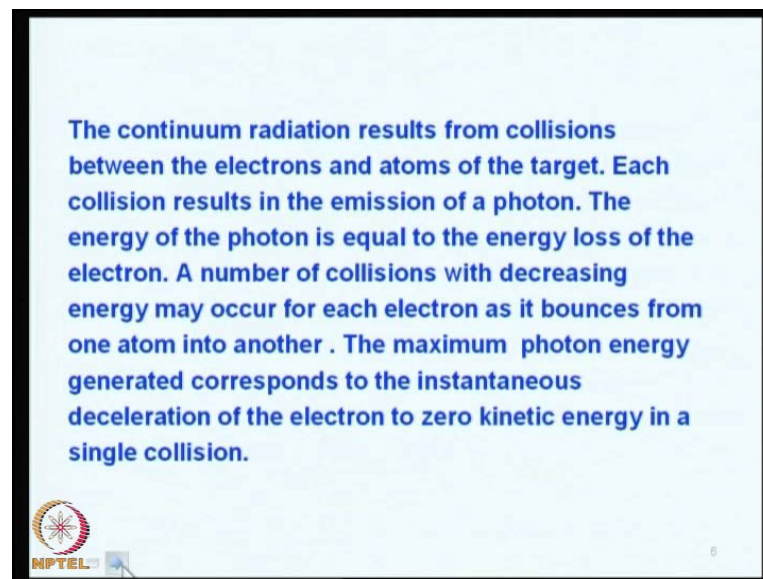 The continuum radiation results from collisions
between the electrons and atoms of the target. Each
collision results in the emission of a photon. The
energy of the photon is equal to the energy loss of the
electron. A number of collisions with decreasing
energy may occur for each electron as it bounces from
one atom into another . The maximum photon energy
generated corresponds to the instantaneous
deceleration of the electron to zero kinetic energy in a
single collision.
NPTEL
6